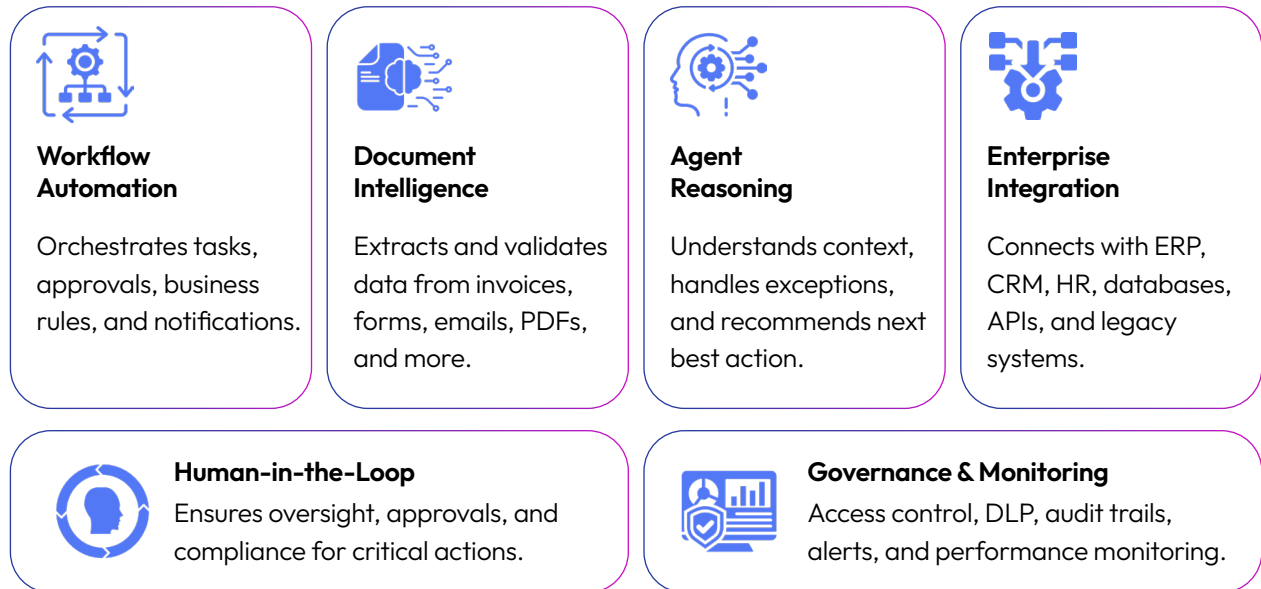 Workflow
Automation
Orchestrates tasks,
approvals, business
rules, and notifications.
Document
Intelligence
Extracts and validates
data from invoices,
forms, emails, PDFs,
and more.
Agent
Reasoning
Understands context,
handles exceptions,
and recommends next
best action.
Enterprise
Integration
Connects with ERP,
CRM, HR, databases,
APIs, and legacy
systems.
Human-in-the-Loop
Ensures oversight, approvals, and
compliance for critical actions.
Governance & Monitoring
Access control, DLP, audit trails,
alerts, and performance monitoring.